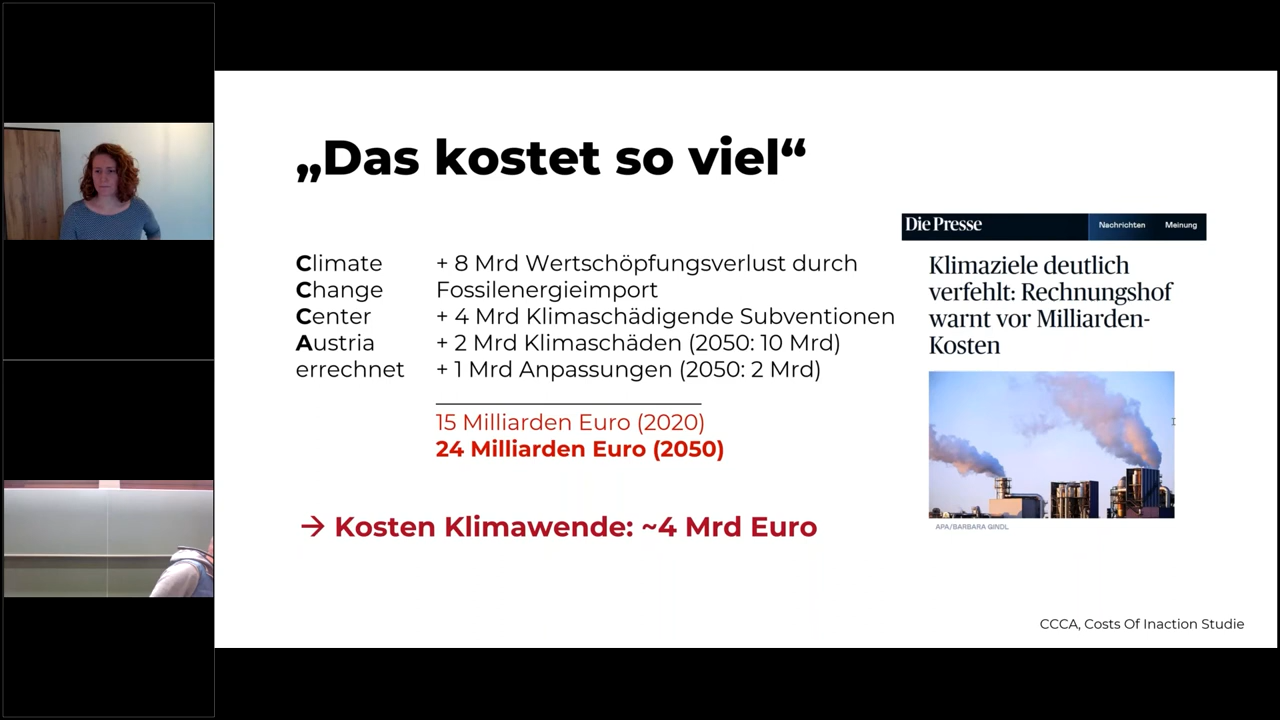 „Das kostet so viel“
Climate
Change
Center
Austria
errechnet
+ 8 Mrd Wertschöpfungsverlust durch
Fossilenergieimport
+ 4 Mrd Klimaschädigende Subventionen
+ 2 Mrd Klimaschäden (2050: 10 Mrd)
+ 1 Mrd Anpassungen (2050: 2 Mrd)
15 Milliarden Euro (2020)
24 Milliarden Euro (2050)
→ Kosten Klimawende: ~4 Mrd Euro
Die Presse
Nachrichten Meinung
Klimaziele deutlich
verfehlt: Rechnungshof
warnt vor Milliarden-
Kosten
APA/BARBARA GINDL
CCCA, Costs Of Inaction Studie